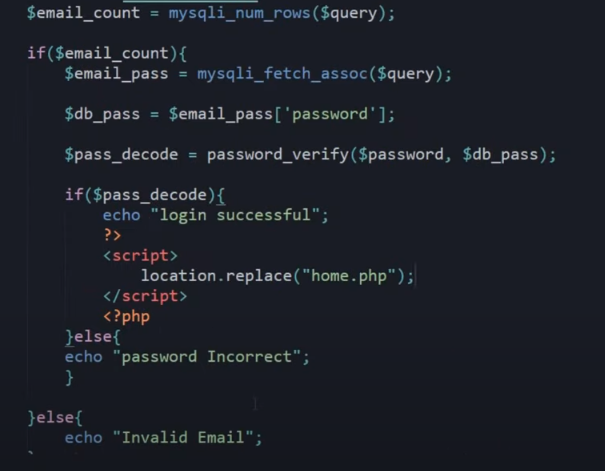 $email_count = mysqli_num_rows($query);
if($email_count){
$email_pass = mysqli_fetch_assoc($query);
$db_pass = $email_pass['password'];
$pass_decode = password_verify($password, $db_pass);
if($pass_decode){
echo "login successful";
?>
<script>
location.replace("home.php");
</script>
<?php
}else{
echo "password Incorrect";
}
}else{
echo "Invalid Email";